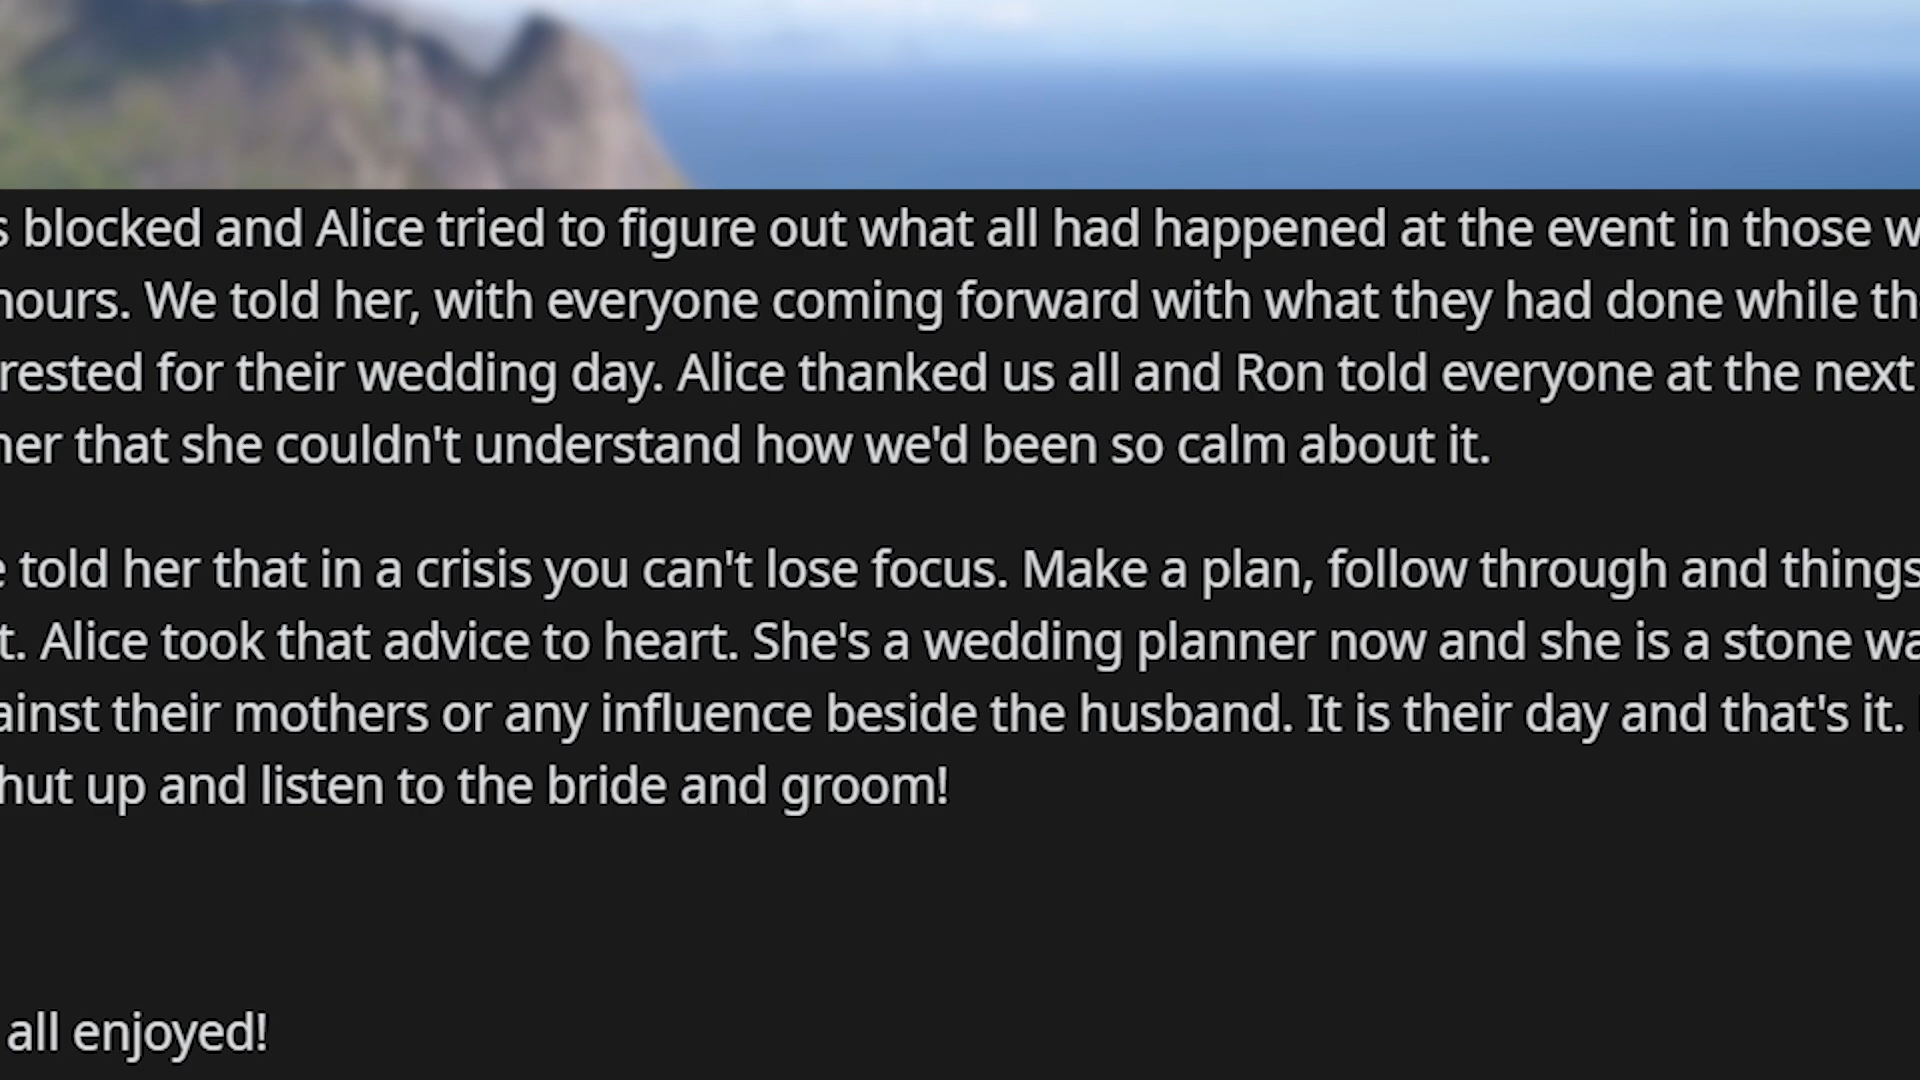 s blocked and Alice tried to figure out what all had happened at the event in those w
hours. We told her, with everyone coming forward with what they had done while th
rested for their wedding day. Alice thanked us all and Ron told everyone at the next
her that she couldn't understand how we'd been so calm about it.
e told her that in a crisis you can't lose focus. Make a plan, follow through and things
t. Alice took that advice to heart. She's a wedding planner now and she is a stone wa
ainst their mothers or any influence beside the husband. It is their day and that's it.
hut up and listen to the bride and groom!
all enjoyed!